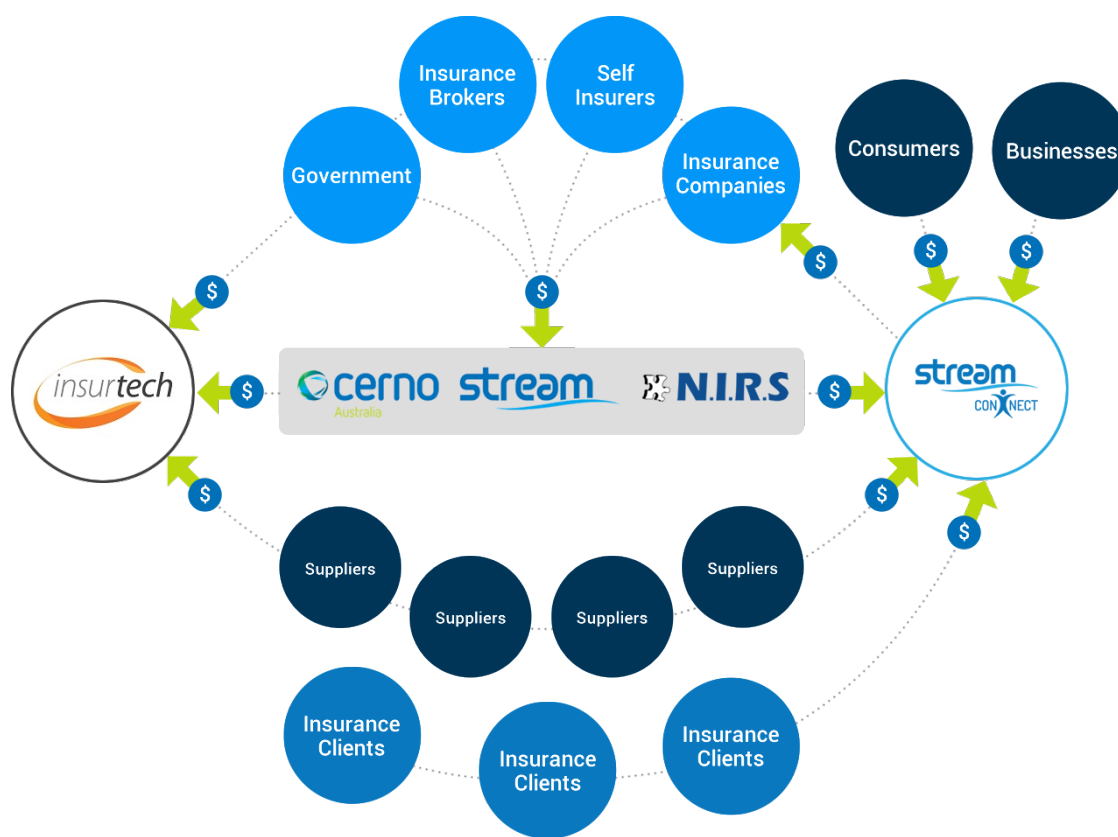 Insurance
Brokers
Self
Insurers
Government
Insurance
Companies
Consumers
Businesses
$
$
$
$
$
insurtech
$
cerno
Australia
stream
N.I.R.S
$
stream
CONNECT
$
$
$
Suppliers
Suppliers
Suppliers
Suppliers
Insurance
Clients
Insurance
Clients
Insurance
Clients